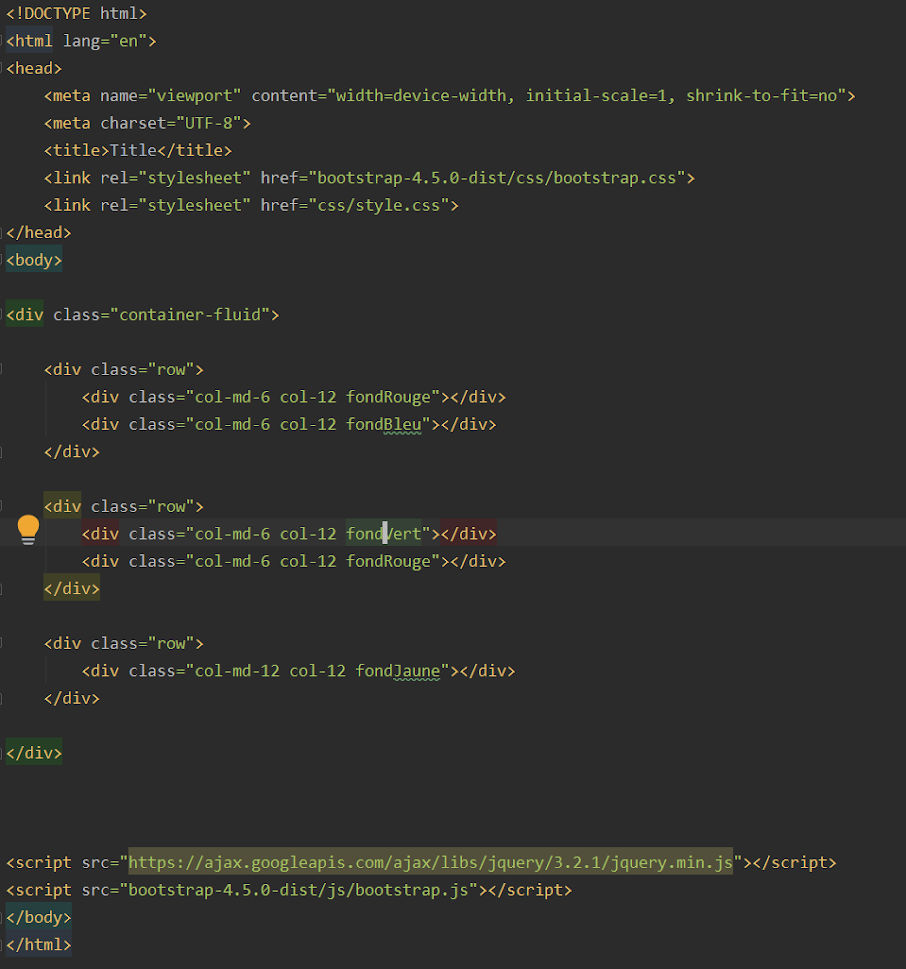 <!DOCTYPE html>
<html lang="en">
<head>
    <meta name="viewport" content="width=device-width, initial-scale=1, shrink-to-fit=no">
    <meta charset="UTF-8">
    <title>Title</title>
    <link rel="stylesheet" href="bootstrap-4.5.0-dist/css/bootstrap.css">
    <link rel="stylesheet" href="css/style.css">
</head>
<body>
<div class="container-fluid">
    <div class="row">
        <div class="col-md-6 col-12 fondRouge"></div>
        <div class="col-md-6 col-12 fondBleu"></div>
    </div>
    <div class="row">
        <div class="col-md-6 col-12 fondVert"></div>
        <div class="col-md-6 col-12 fondRouge"></div>
    </div>
    <div class="row">
        <div class="col-md-12 col-12 fondJaune"></div>
    </div>
</div>
<script src="https://ajax.googleapis.com/ajax/libs/jquery/3.2.1/jquery.min.js"></script>
<script src="bootstrap-4.5.0-dist/js/bootstrap.js"></script>
</body>
</html>